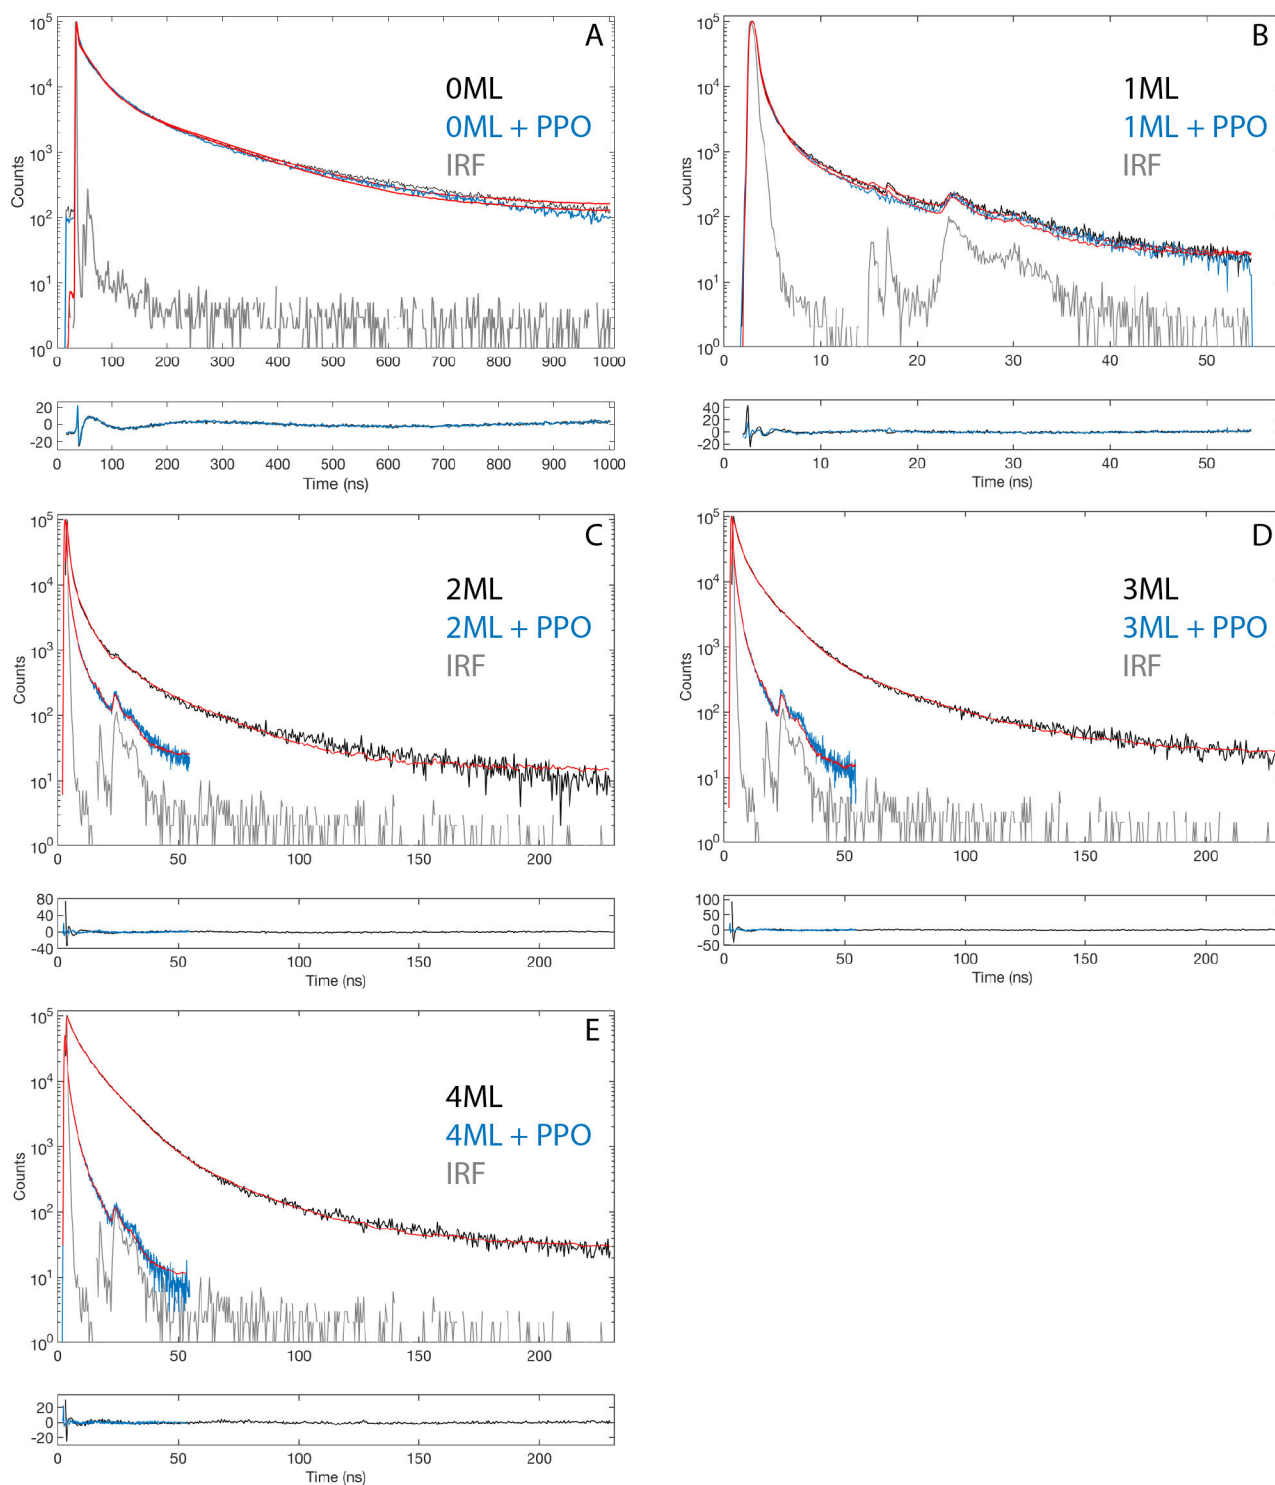 A
0ML
0ML + PPO
IRF
Counts
10^5
10^4
10^3
10^2
10^1
10^0
0 100 200 300 400 500 600 700 800 900 1000
20
0
-20
0 100 200 300 400 500 600 700 800 900 1000
Time (ns)
B
1ML
1ML + PPO
IRF
Counts
10^5
10^4
10^3
10^2
10^1
10^0
0 10 20 30 40 50
40
20
0
-20
0 10 20 30 40 50
Time (ns)
C
2ML
2ML + PPO
IRF
Counts
10^5
10^4
10^3
10^2
10^1
10^0
0 50 100 150 200
80
40
0
-40
0 50 100 150 200
Time (ns)
D
3ML
3ML + PPO
IRF
Counts
10^5
10^4
10^3
10^2
10^1
10^0
0 50 100 150 200
100
50
0
-50
0 50 100 150 200
Time (ns)
E
4ML
4ML + PPO
IRF
Counts
10^5
10^4
10^3
10^2
10^1
10^0
0 50 100 150 200
20
0
-20
0 50 100 150 200
Time (ns)